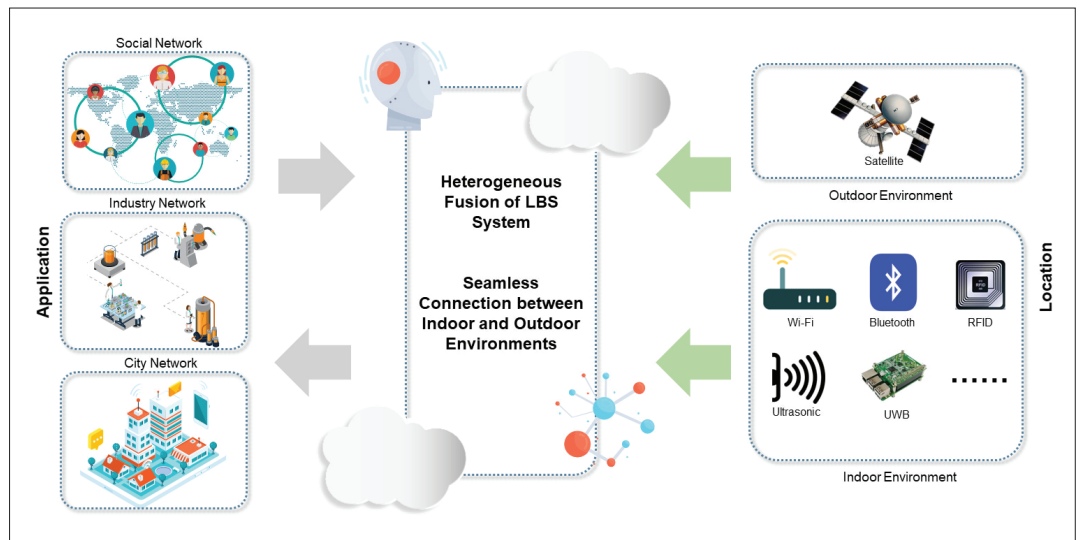 Social Network
Industry Network
City Network
Application
Heterogeneous
Fusion of LBS
System
Seamless
Connection between
Indoor and Outdoor
Environments
Satellite
Outdoor Environment
Wi-Fi
Bluetooth
RFID
Ultrasonic
UWB
......
Indoor Environment
Location